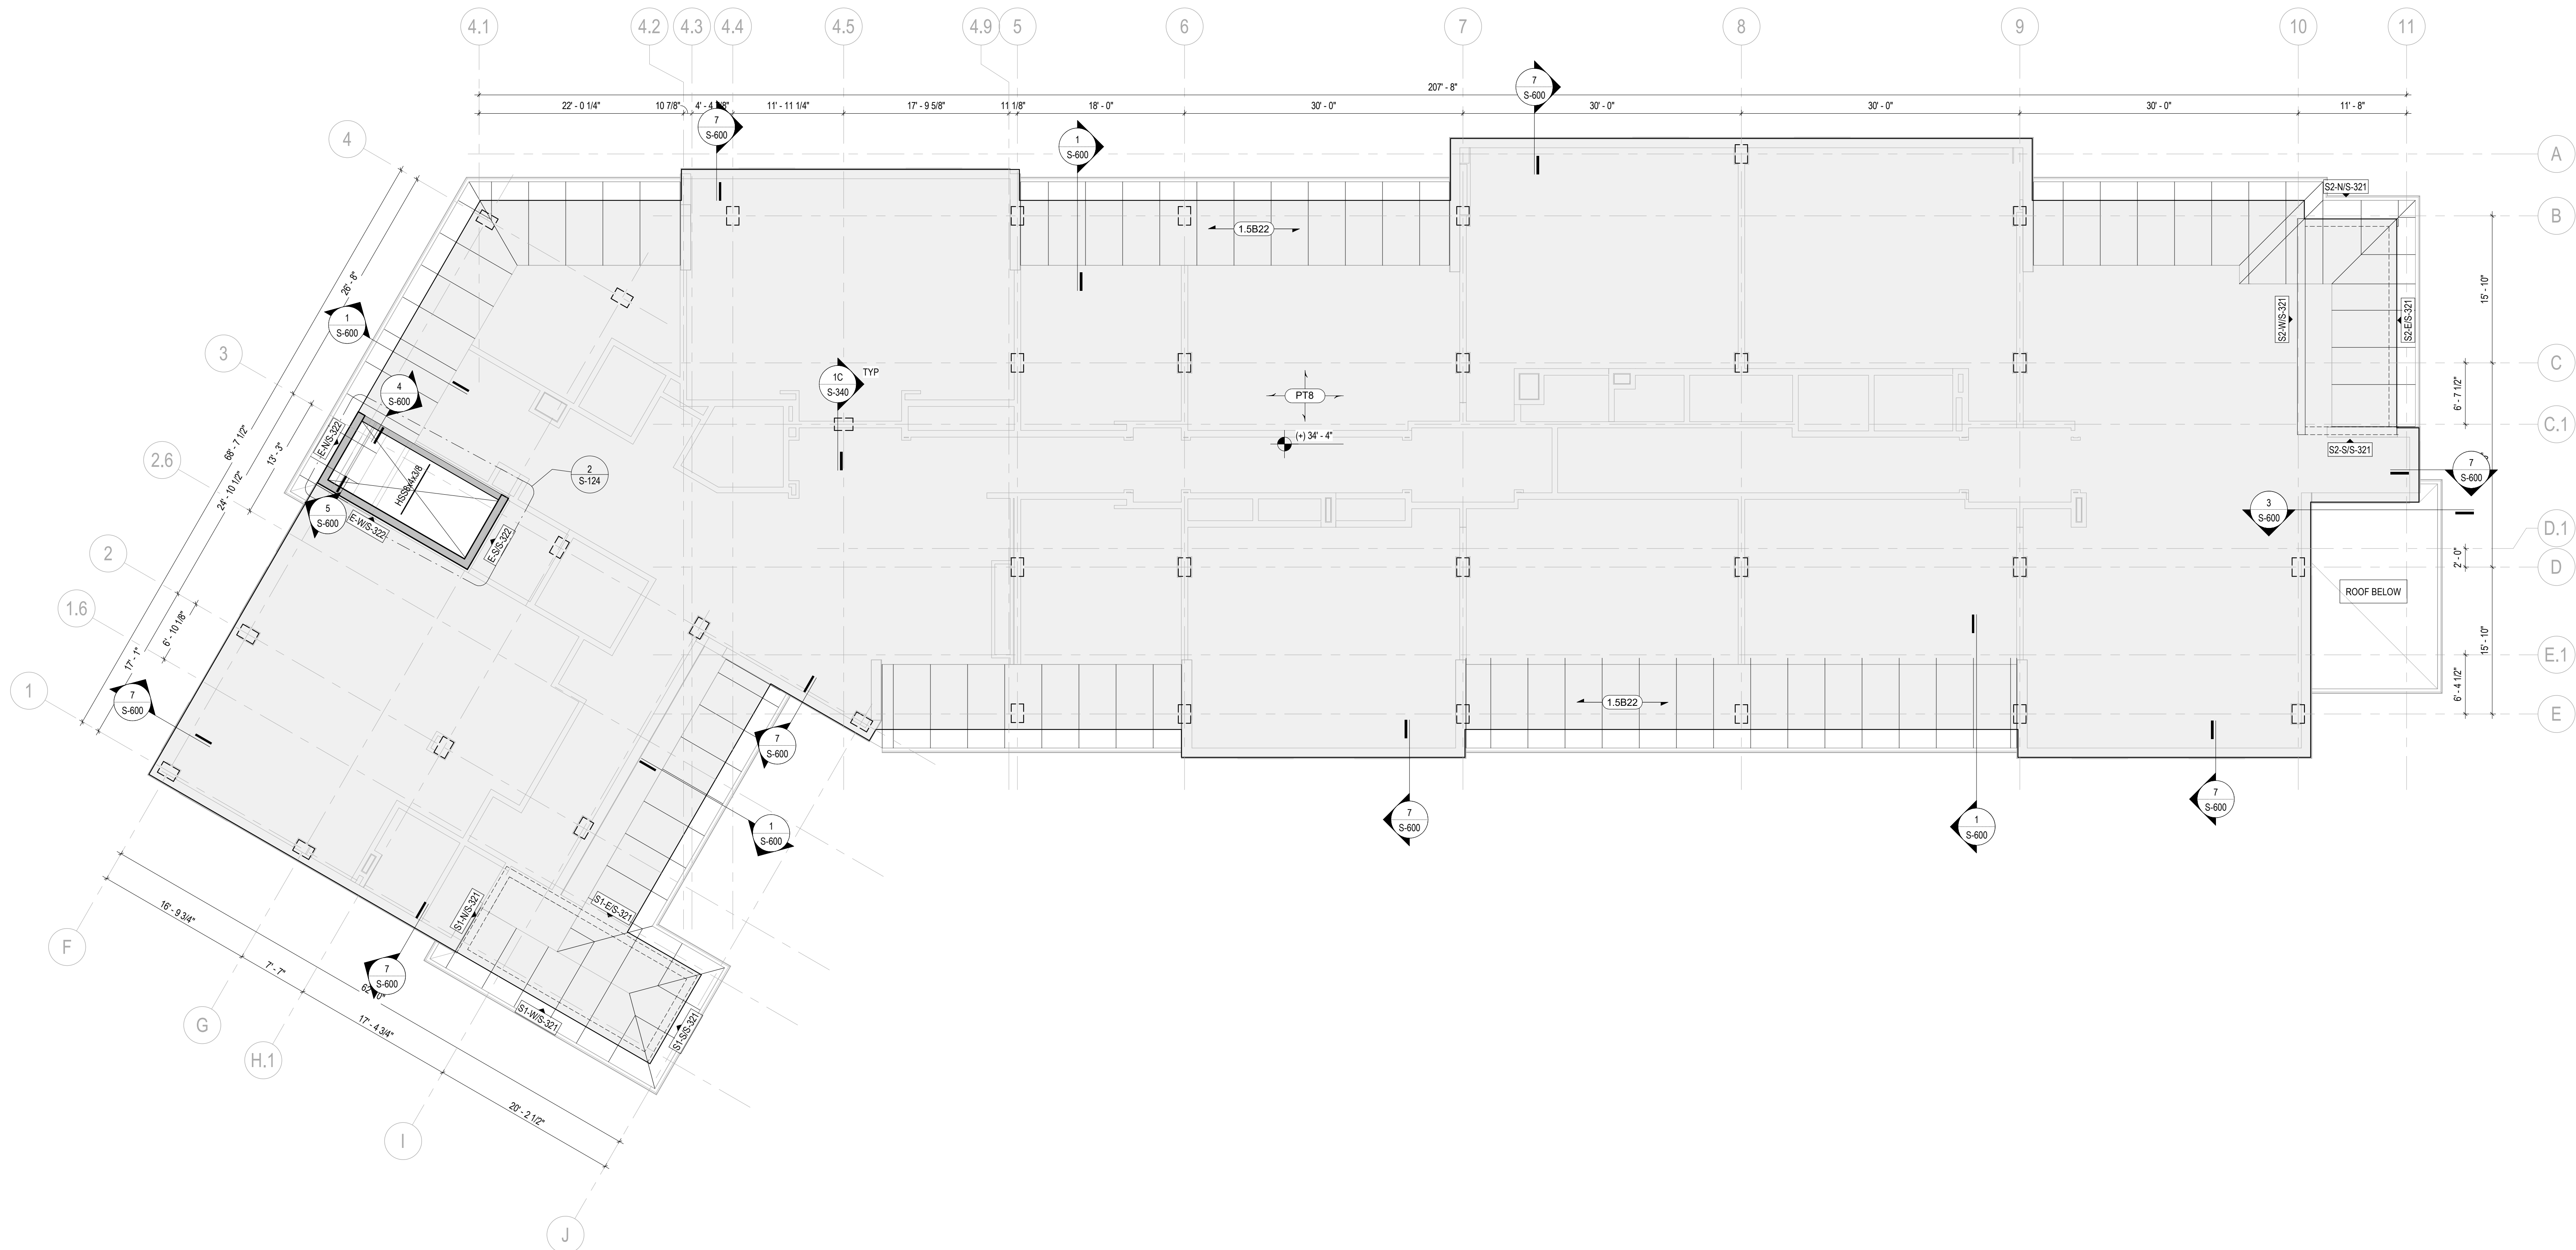 4.1
4.2
4.3
4.4
4.5
4.9
5
6
7
8
9
10
11
207' - 8"
22' - 0 1/4"
10 7/8"
11' - 11 1/4"
17' - 9 5/8"
11 1/8"
18' - 0"
30' - 0"
30' - 0"
30' - 0"
30' - 0"
11' - 8"
7
S-600
7
S-600
1
S-600
4
A
S2-N/S-321
B
1.5B22
26' - 8"
15' - 10"
S2-W/S-321
S2-E/S-321
1
S-600
3
C
1C
S-340
TYP
4
S-600
PT8
6' - 7 1/2"
C.1
(+) 34' - 4"
68' - 7 1/2"
13' - 3"
E-N/S-322
S2-S/S-321
2.6
24' - 10 1/2"
HSS8x4x3/8
2
S-124
7
S-600
5
S-600
E-W/S-322
E-S/S-322
3
S-600
D.1
2
2' - 0"
D
ROOF BELOW
1.6
6' - 10 1/8"
15' - 10"
17' - 1"
E.1
1
7
S-600
1.5B22
6' - 4 1/2"
E
7
S-600
7
S-600
1
S-600
7
S-600
1
S-600
16' - 9 3/4"
S1-N/S-321
S1-E/S-321
F
7' - 7"
7
S-600
G
17' - 4 3/4"
S1-W/S-321
S1-S/S-321
H.1
20' - 2 1/2"
I
J